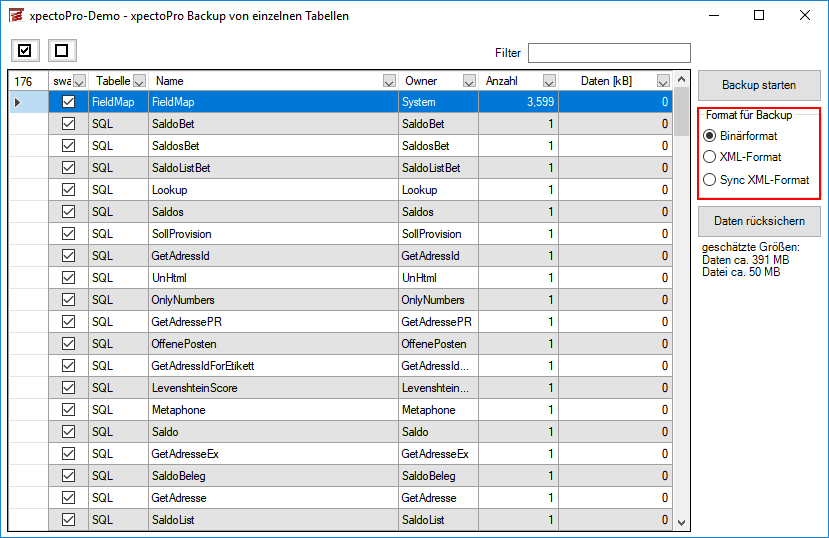 xpectoPro-Demo - xpectoPro Backup von einzelnen Tabellen
Filter
176 swa Tabelle Name Owner Anzahl Daten [kB]
FieldMap FieldMap System 3,599 0
SQL SaldoBet SaldoBet 1 0
SQL SaldosBet SaldosBet 1 0
SQL SaldoListBet SaldoListBet 1 0
SQL Lookup Lookup 1 0
SQL Saldos Saldos 1 0
SQL SollProvision SollProvision 1 0
SQL GetAdressId GetAdressId 1 0
SQL UnHtml UnHtml 1 0
SQL OnlyNumbers OnlyNumbers 1 0
SQL GetAdressePR GetAdressePR 1 0
SQL OffenePosten OffenePosten 1 0
SQL GetAdressIdForEtikett GetAdressId... 1 0
SQL LevenshteinScore Levenshtein... 1 0
SQL Metaphone Metaphone 1 0
SQL Saldo Saldo 1 0
SQL GetAdresseEx GetAdresseEx 1 0
SQL SaldoBeleg SaldoBeleg 1 0
SQL GetAdresse GetAdresse 1 0
SQL SaldoList SaldoList 1 0
Backup starten
Format für Backup
Binärformat
XML-Format
Sync XML-Format
Daten rücksichern
geschätzte Größen:
Daten ca. 391 MB
Datei ca. 50 MB